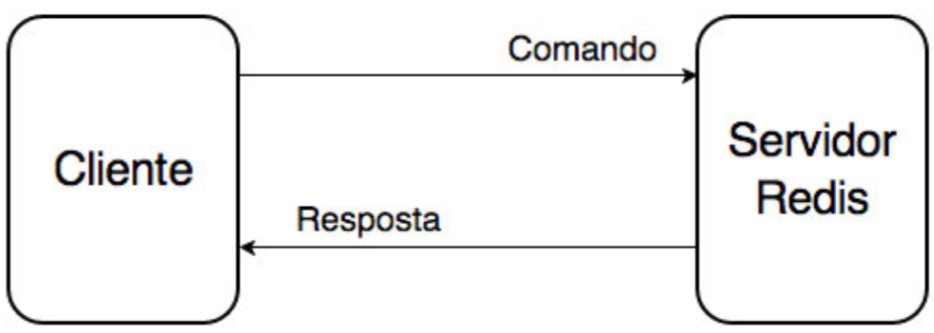 Comando
Cliente
Servidor
Redis
Resposta